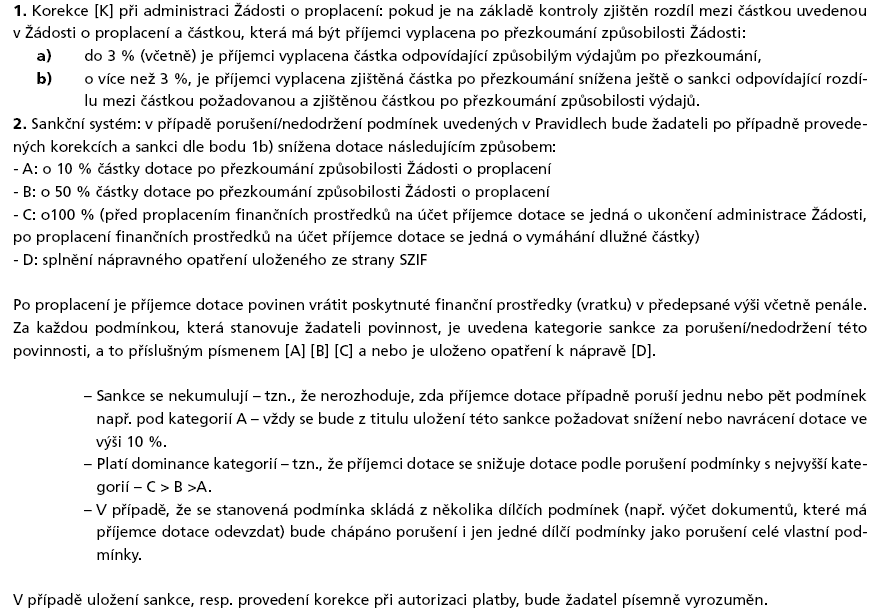 1. Korekce [K] při administraci Žádosti o proplacení: pokud je na základě kontroly zjištěn rozdíl mezi částkou uvedenou
v Žádosti o proplacení a částkou, která má být příjemci vyplacena po přezkoumání způsobilosti Žádosti:
a) do 3 % (včetně) je příjemci vyplacena částka odpovídající způsobilým výdajům po přezkoumání,
b) o více než 3 %, je příjemci vyplacena zjištěná částka po přezkoumání snížena ještě o sankci odpovídající rozdí-
lu mezi částkou požadovanou a zjištěnou částkou po přezkoumání způsobilosti výdajů.
2. Sankční systém: v případě porušení/nedodržení podmínek uvedených v Pravidlech bude žadateli po případně provede-
ných korekcích a sankci dle bodu 1b) snížena dotace následujícím způsobem:
- A: o 10 % částky dotace po přezkoumání způsobilosti Žádosti o proplacení
- B: o 50 % částky dotace po přezkoumání způsobilosti Žádosti o proplacení
- C: o100 % (před proplacením finančních prostředků na účet příjemce dotace se jedná o ukončení administrace Žádosti,
po proplacení finančních prostředků na účet příjemce dotace se jedná o vymáhání dlužné částky)
- D: splnění nápravného opatření uloženého ze strany SZIF
Po proplacení je příjemce dotace povinen vrátit poskytnuté finanční prostředky (vratku) v předepsané výši včetně penále.
Za každou podmínkou, která stanovuje žadateli povinnost, je uvedena kategorie sankce za porušení/nedodržení této
povinnosti, a to příslušným písmenem [A] [B] [C] a nebo je uloženo opatření k nápravě [D].
– Sankce se nekumulují – tzn., že nerozhoduje, zda příjemce dotace případně poruší jednu nebo pět podmínek
např. pod kategorií A – vždy se bude z titulu uložení této sankce požadovat snížení nebo navrácení dotace ve
výši 10 %.
– Platí dominance kategorií – tzn., že příjemci dotace se snižuje dotace podle porušení podmínky s nejvyšší kate-
gorií – C > B >A.
– V případě, že se stanovená podmínka skládá z několika dílčích podmínek (např. výčet dokumentů, které má
příjemce dotace odevzdat) bude chápáno porušení i jen jedné dílčí podmínky jako porušení celé vlastní pod-
mínky.
V případě uložení sankce, resp. provedení korekce při autorizaci platby, bude žadatel písemně vyrozuměn.